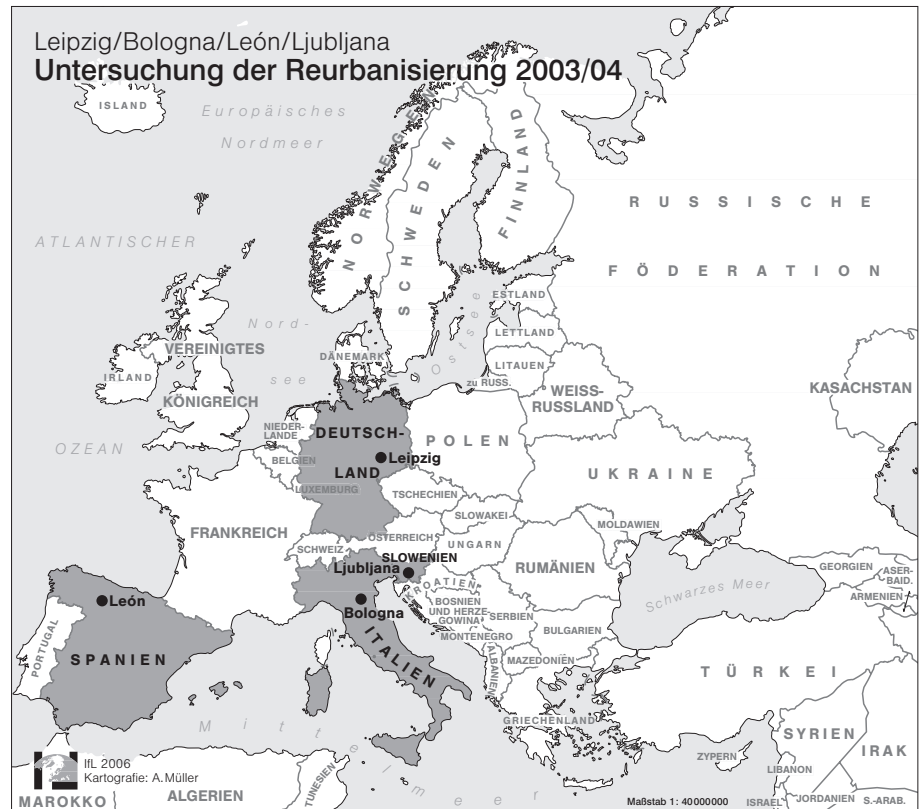 Leipzig/Bologna/León/Ljubljana
Untersuchung der Reurbanisierung 2003/04
ISLAND
Europäisches
Nordmeer
NORWEGEN
SCHWEDEN
FINNLAND
RUSSISCHE
FÖDERATION
ATLANTISCHER
OZEAN
Nord-
see
Ostsee
ESTLAND
LETTLAND
LITAUEN
zu RUSS.
DÄNEMARK
VEREINIGTES
KÖNIGREICH
IRLAND
WEISS-
RUSSLAND
KASACHSTAN
NIEDER-
LANDE
BELGIEN
LUXEMBURG
DEUTSCH-
LAND
Leipzig
POLEN
UKRAINE
TSCHECHIEN
SLOWAKEI
MOLDAWIEN
FRANKREICH
SCHWEIZ
ÖSTERREICH
UNGARN
RUMÄNIEN
SLOWENIEN
Ljubljana
KROATIEN
Bologna
BOSNIEN
UND HERZE-
GOWINA
SERBIEN
MONTENEGRO
BULGARIEN
Schwarzes Meer
GEORGIEN
ASER-
BAID.
ARMENIEN
León
PORTUGAL
SPANIEN
ITALIEN
ALBANIEN
MAZEDONIEN
GRIECHENLAND
TÜRKEI
SYRIEN
IRAK
ZYPERN
LIBANON
ISRAEL
JORDANIEN
S.-ARAB.
Mittelmeer
MAROKKO
ALGERIEN
TUNESIEN
IfL 2006
Kartografie: A.Müller
Maßstab 1: 40000000